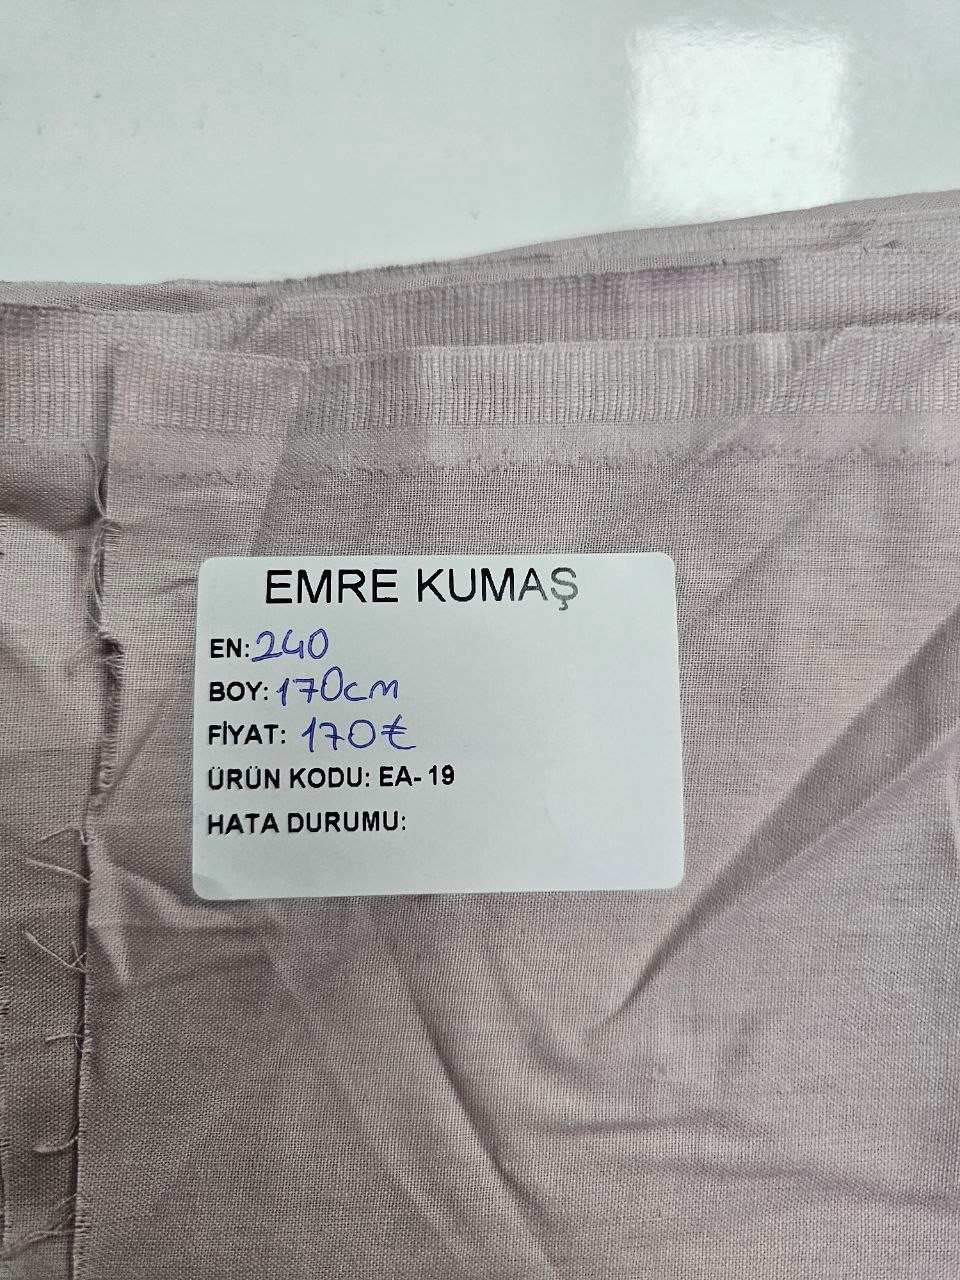 EMRE KUMAŞ
EN: 240
BOY: 170cm
FİYAT: 170₺
ÜRÜN KODU: EA- 19
HATA DURUMU: